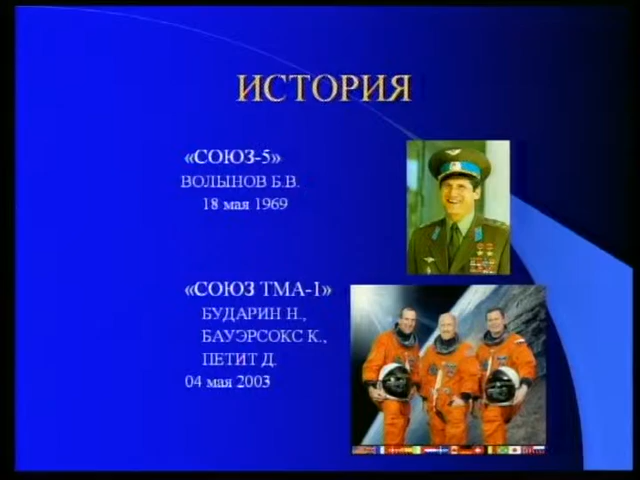 ИСТОРИЯ
«СОЮЗ-5»
ВОЛЫНОВ Б.В.
18 мая 1969
«СОЮЗ ТМА-1»
БУДАРИН Н.,
БАУЭРСОКС К.,
ПЕТИТ Д.
04 мая 2003